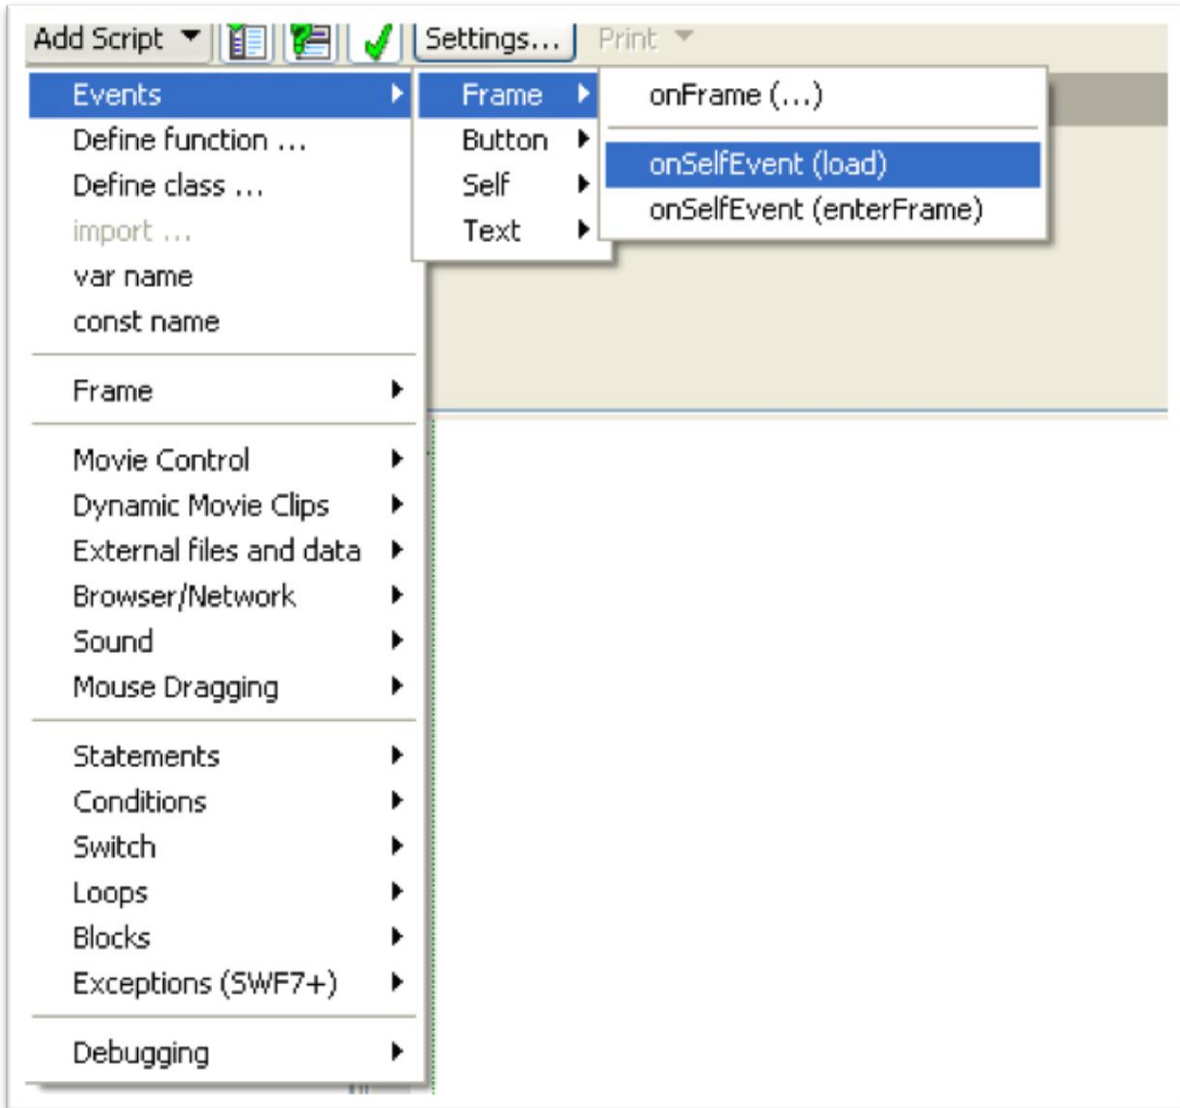 Add Script Settings... Print
Events
Define function ...
Define class ...
import ...
var name
const name
Frame
Movie Control
Dynamic Movie Clips
External files and data
Browser/Network
Sound
Mouse Dragging
Statements
Conditions
Switch
Loops
Blocks
Exceptions (SWF7+)
Debugging
Frame
Button
Self
Text
onFrame (...)
onSelfEvent (load)
onSelfEvent (enterFrame)